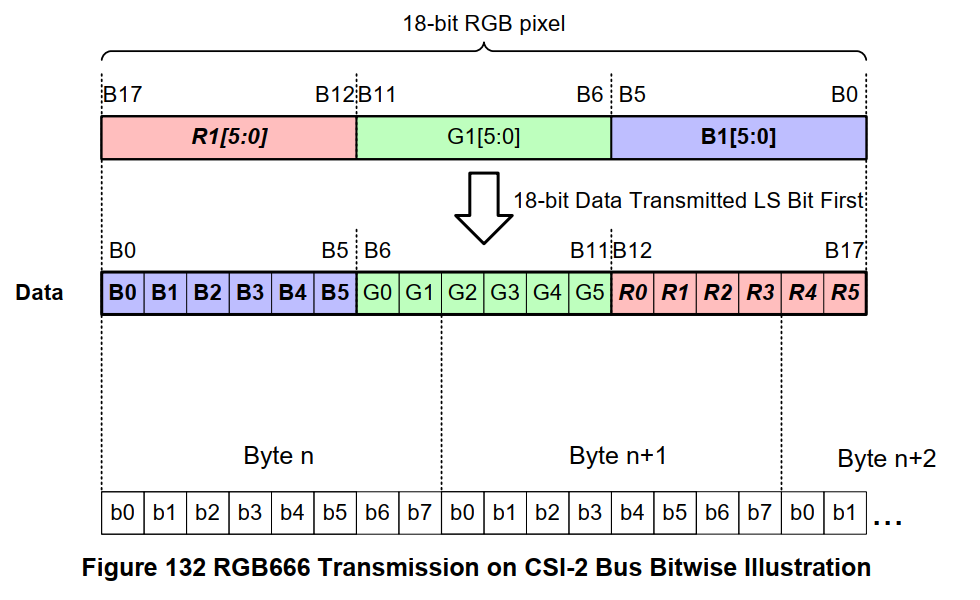 18-bit RGB pixel
B17 B12 B11 B6 B5 B0
R1[5:0] G1[5:0] B1[5:0]
18-bit Data Transmitted LS Bit First
B0 B5 B6 B11 B12 B17
Data B0 B1 B2 B3 B4 B5 G0 G1 G2 G3 G4 G5 R0 R1 R2 R3 R4 R5
Byte n Byte n+1 Byte n+2
b0 b1 b2 b3 b4 b5 b6 b7 b0 b1 b2 b3 b4 b5 b6 b7 b0 b1 ...
Figure 132 RGB666 Transmission on CSI-2 Bus Bitwise Illustration